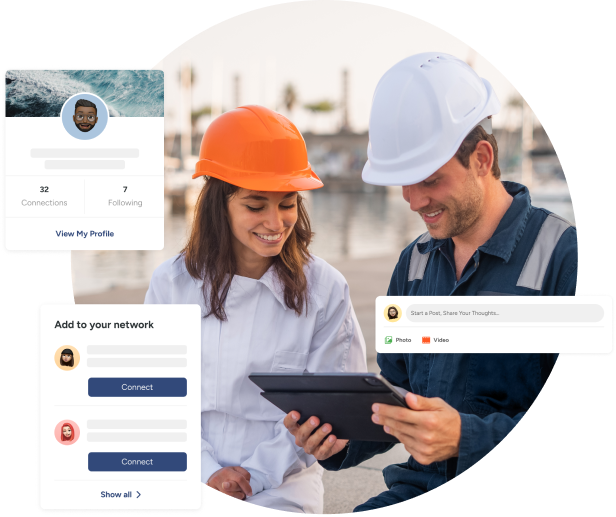 32
7
Connections
Following
View My Profile
Add to your network
Connect
Connect
Show all
Start a Post, Share Your Thoughts...
Photo
Video